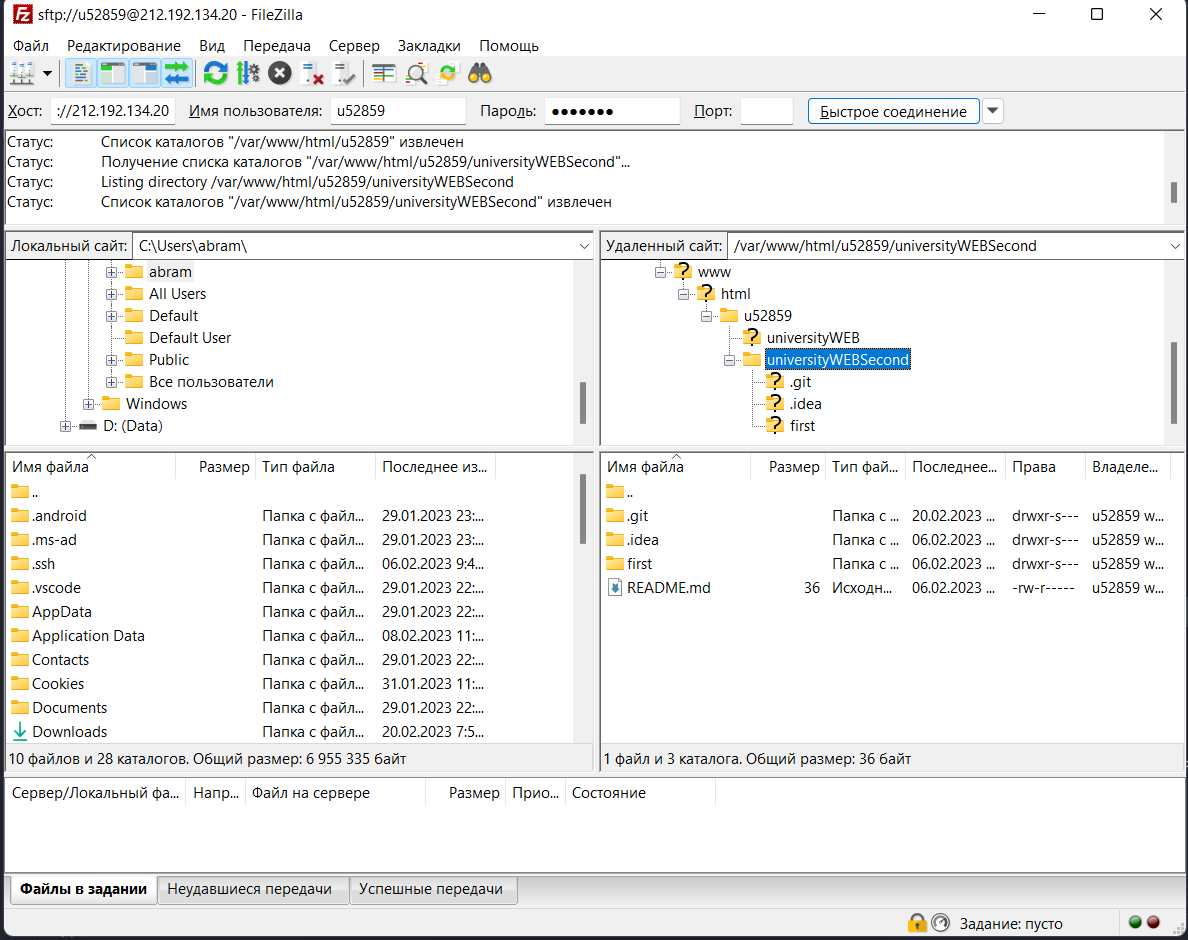 sftp://u52859@212.192.134.20 - FileZilla
Файл Редактирование Вид Передача Сервер Закладки Помощь
Хост: ://212.192.134.20 Имя пользователя: u52859 Пароль: ●●●●●●● Порт: Быстрое соединение
Статус: Список каталогов "/var/www/html/u52859" извлечен
Статус: Получение списка каталогов "/var/www/html/u52859/universityWEBSecond"...
Статус: Listing directory /var/www/html/u52859/universityWEBSecond
Статус: Список каталогов "/var/www/html/u52859/universityWEBSecond" извлечен
Локальный сайт: C:\Users\abram\
abram
All Users
Default
Default User
Public
Все пользователи
Windows
D: (Data)
Удаленный сайт: /var/www/html/u52859/universityWEBSecond
www
html
u52859
universityWEB
universityWEBSecond
.git
.idea
first
Имя файла Размер Тип файла Последнее из...
..
.android Папка с файл... 29.01.2023 23:...
.ms-ad Папка с файл... 29.01.2023 23:...
.ssh Папка с файл... 06.02.2023 9:4...
.vscode Папка с файл... 29.01.2023 22:...
AppData Папка с файл... 29.01.2023 22:...
Application Data Папка с файл... 08.02.2023 11:...
Contacts Папка с файл... 29.01.2023 22:...
Cookies Папка с файл... 31.01.2023 11:...
Documents Папка с файл... 29.01.2023 22:...
Downloads Папка с файл... 20.02.2023 7:5...
10 файлов и 28 каталогов. Общий размер: 6 955 335 байт
Имя файла Размер Тип фай... Последнее... Права Владеле...
..
.git Папка с ... 20.02.2023 ... drwxr-s--- u52859 w...
.idea Папка с ... 06.02.2023 ... drwxr-s--- u52859 w...
first Папка с ... 06.02.2023 ... drwxr-s--- u52859 w...
README.md 36 Исходн... 06.02.2023 ... -rw-r----- u52859 w...
1 файл и 3 каталога. Общий размер: 36 байт
Сервер/Локальный фа... Напр... Файл на сервере Размер Прио... Состояние
Файлы в задании Неудавшиеся передачи Успешные передачи
Задание: пусто